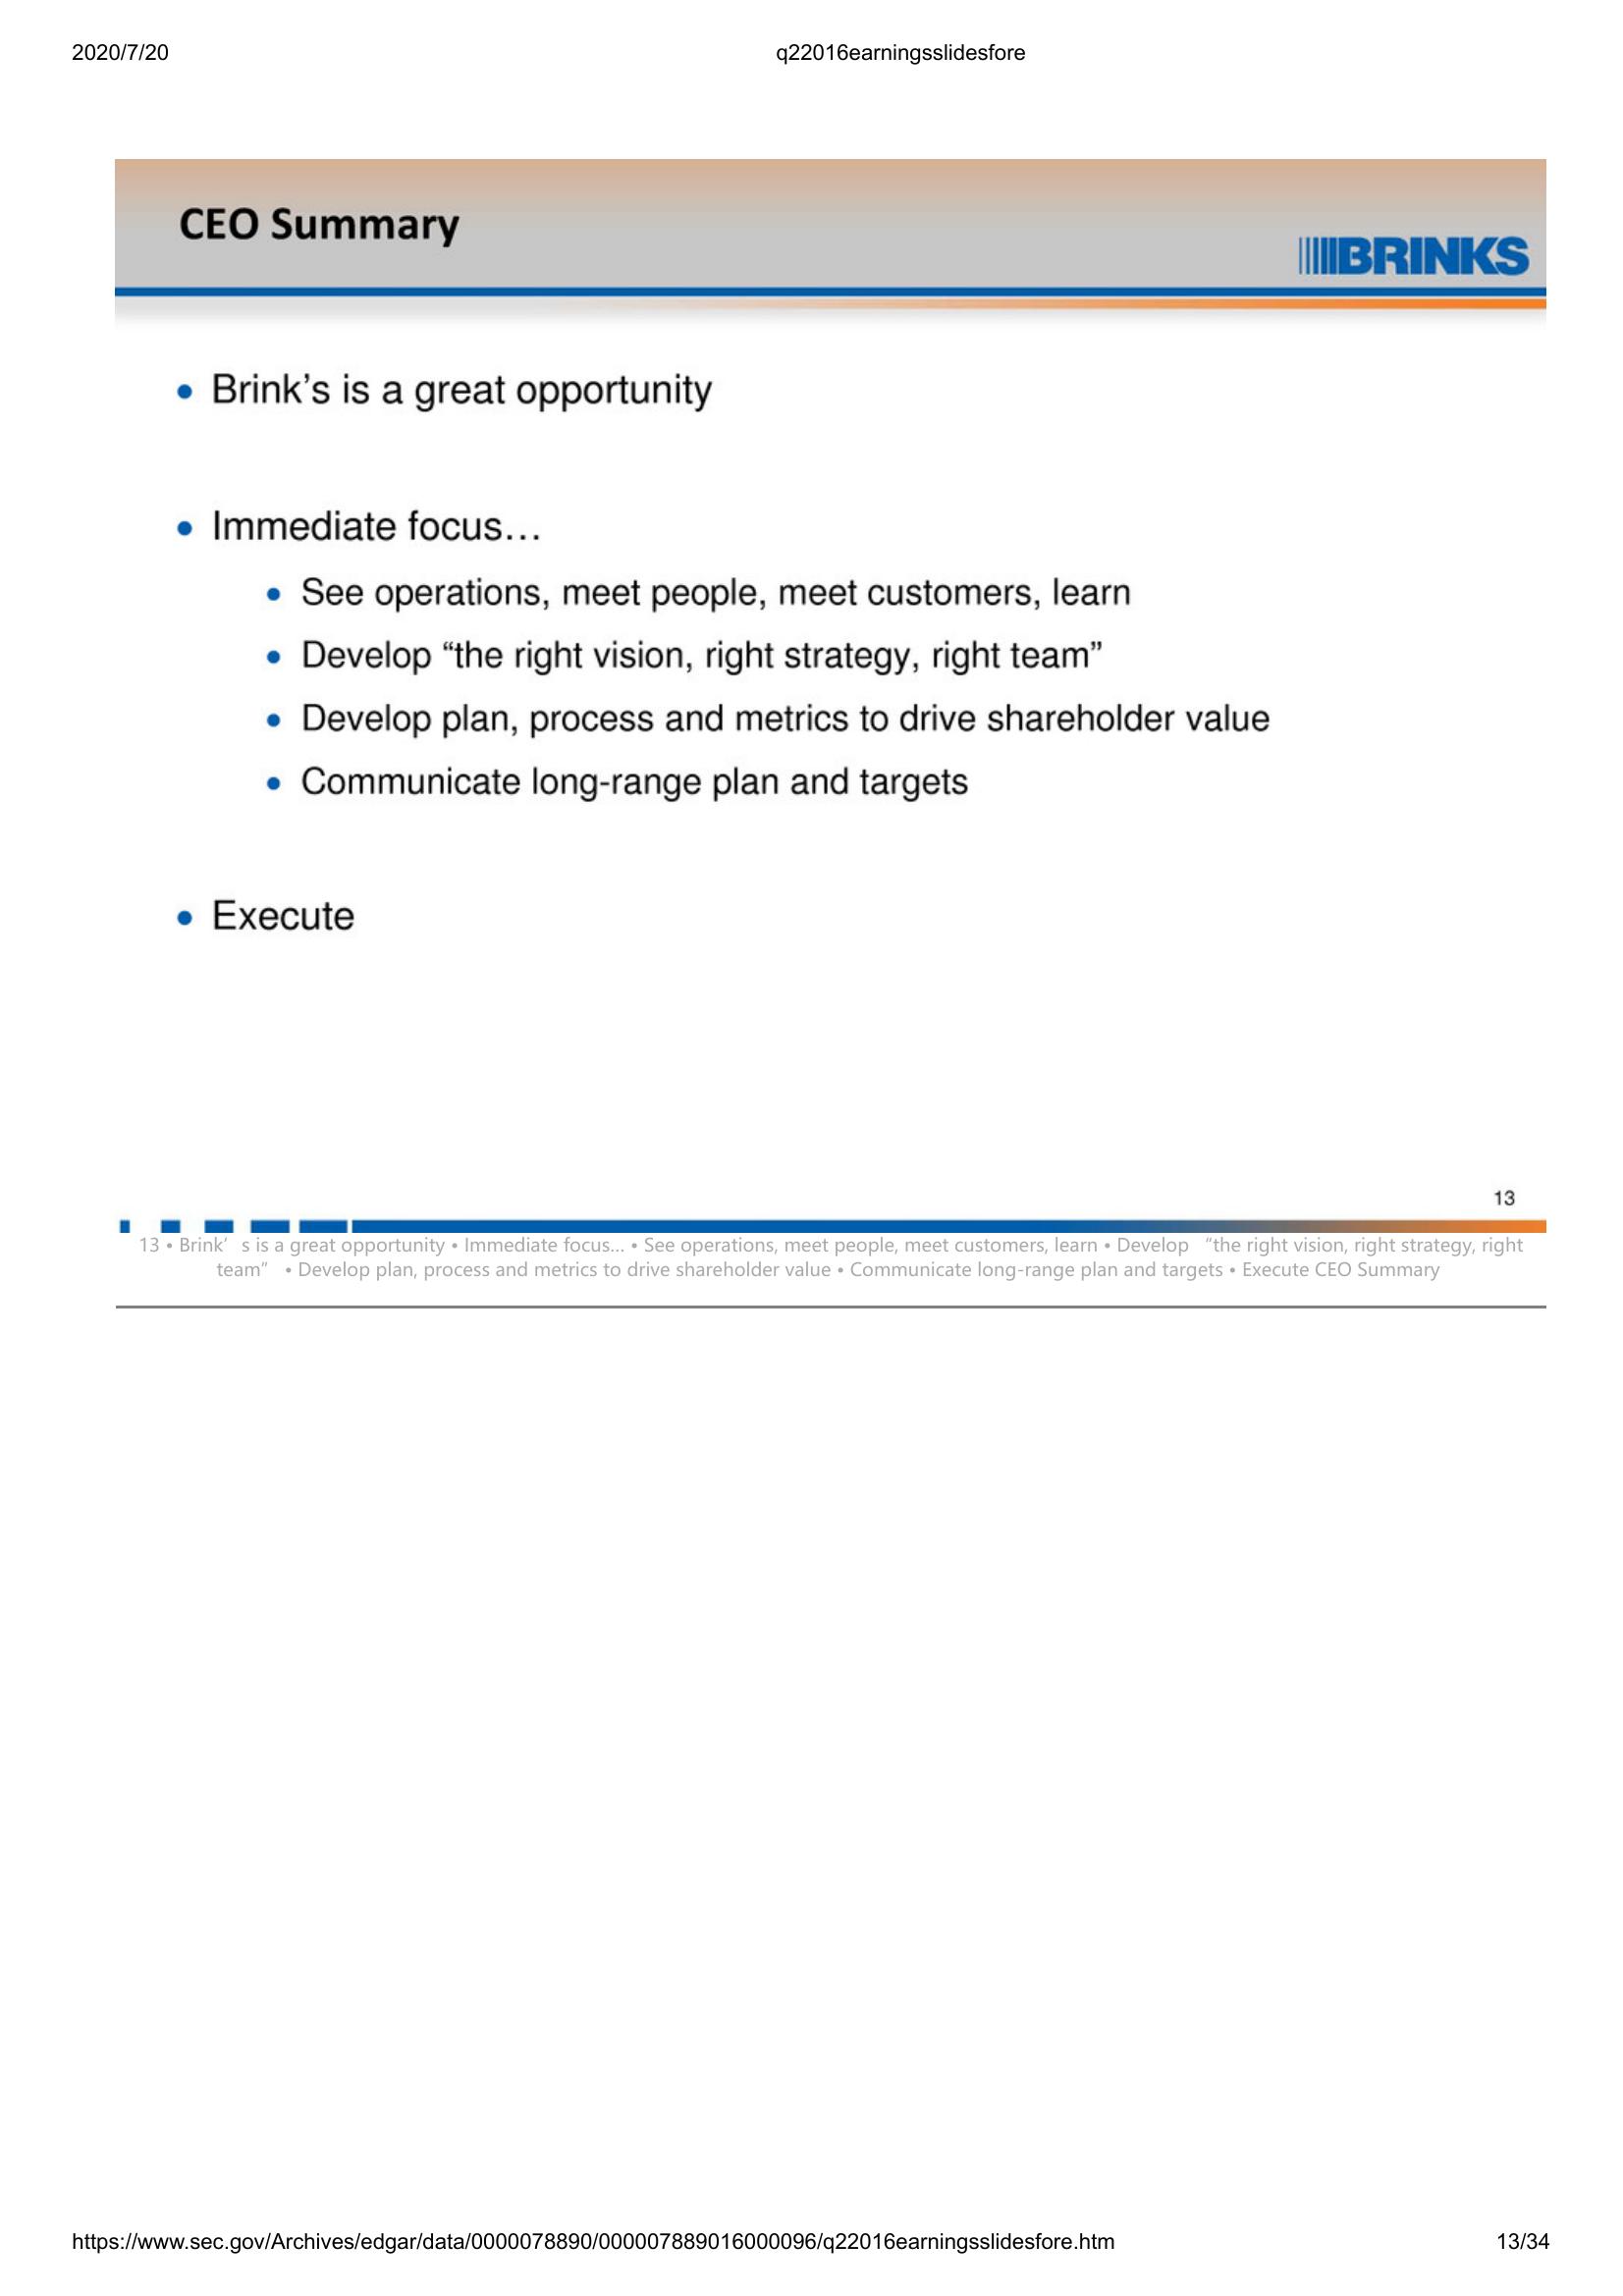 2020/7/20 q22016earningsslidesfore
CEO Summary
BRINKS
• Brink’s is a great opportunity
• Immediate focus…
• See operations, meet people, meet customers, learn
• Develop “the right vision, right strategy, right team”
• Develop plan, process and metrics to drive shareholder value
• Communicate long-range plan and targets
• Execute
13
13 • Brink’ s is a great opportunity • Immediate focus... • See operations, meet people, meet customers, learn • Develop “the right vision, right strategy, right
team” • Develop plan, process and metrics to drive shareholder value • Communicate long-range plan and targets • Execute CEO Summary
https://www.sec.gov/Archives/edgar/data/0000078890/000007889016000096/q22016earningsslidesfore.htm 13/34